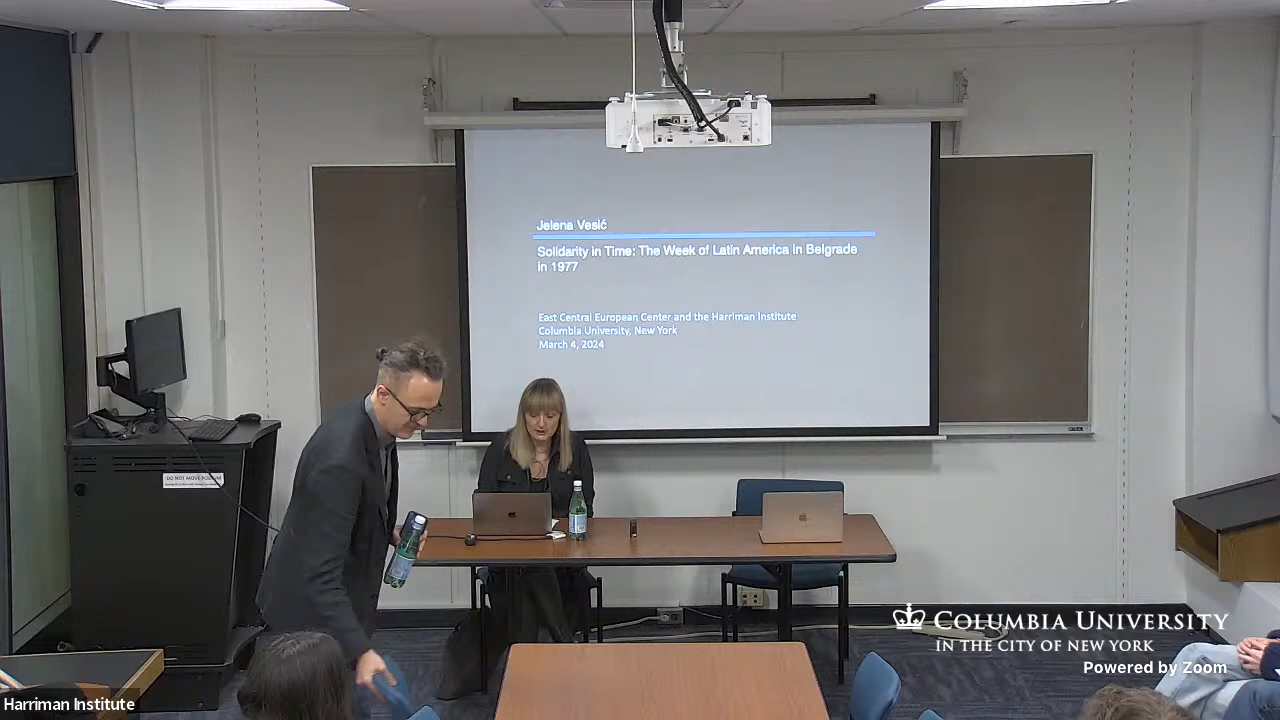 Jelena Vesić
Solidarity in Time: The Week of Latin America in Belgrade
in 1977
East Central European Center and the Harriman Institute
Columbia University, New York
March 4, 2024
DO NOT MOVE PODIUM
COLUMBIA UNIVERSITY
IN THE CITY OF NEW YORK
Powered by Zoom
Harriman Institute